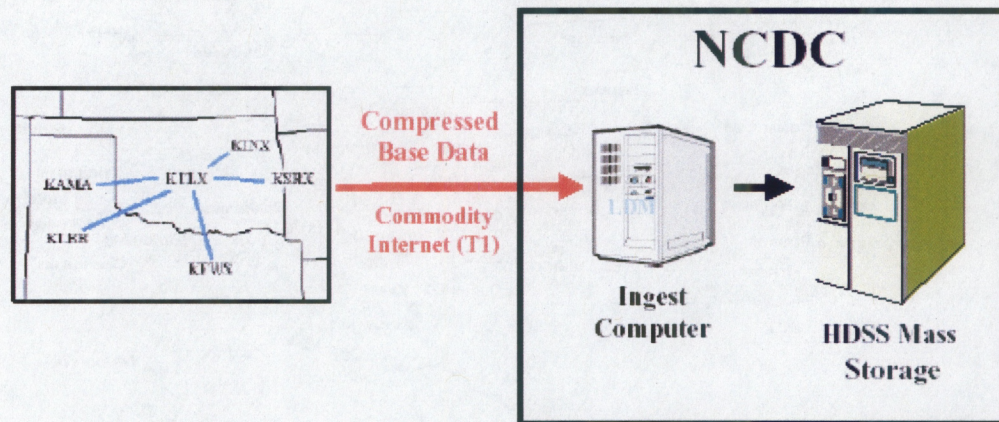 NCDC
KINX
KAMA
KTLX
KSRX
KLBB
KFWS
Compressed
Base Data
Commodity
Internet (T1)
LDM
Ingest
Computer
HDSS Mass
Storage